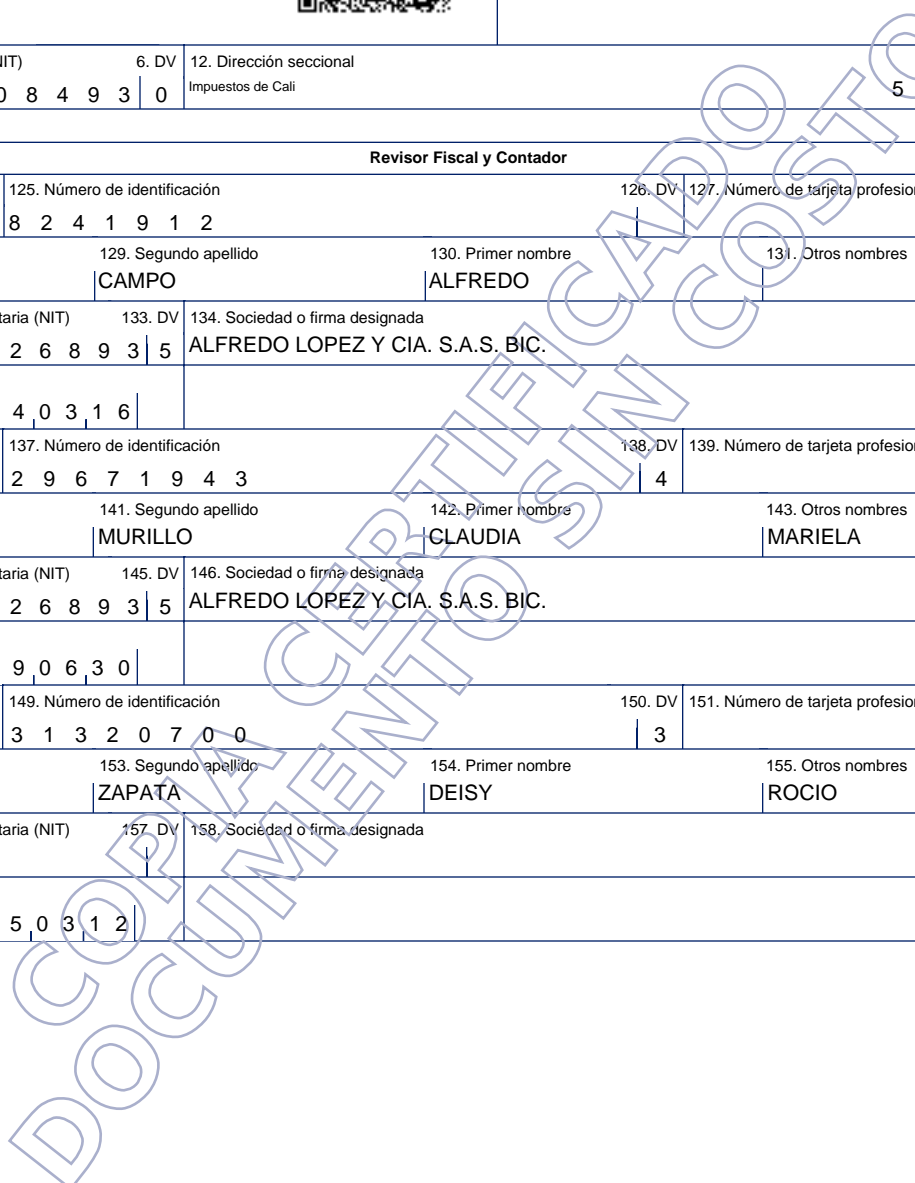 IIT) 6. DV 12. Dirección seccional
0 8 4 9 3 0 Impuestos de Cali 5
Revisor Fiscal y Contador
125. Número de identificación 126. DV 127. Número de tarjeta profesion
8 2 4 1 9 1 2
129. Segundo apellido 130. Primer nombre 131. Otros nombres
CAMPO ALFREDO
taria (NIT) 133. DV 134. Sociedad o firma designada
2 6 8 9 3 5 ALFREDO LOPEZ Y CIA. S.A.S. BIC.
4 0 3 1 6
137. Número de identificación 138. DV 139. Número de tarjeta profesion
2 9 6 7 1 9 4 3 4
141. Segundo apellido 142. Primer nombre 143. Otros nombres
MURILLO CLAUDIA MARIELA
taria (NIT) 145. DV 146. Sociedad o firma designada
2 6 8 9 3 5 ALFREDO LOPEZ Y CIA. S.A.S. BIC.
9 0 6 3 0
149. Número de identificación 150. DV 151. Número de tarjeta profesion
3 1 3 2 0 7 0 0 3
153. Segundo apellido 154. Primer nombre 155. Otros nombres
ZAPATA DEISY ROCIO
taria (NIT) 157. DV 158. Sociedad o firma designada
5 0 3 1 2
COPIA CERTIFICADO
DOCUMENTO SIN COSTO